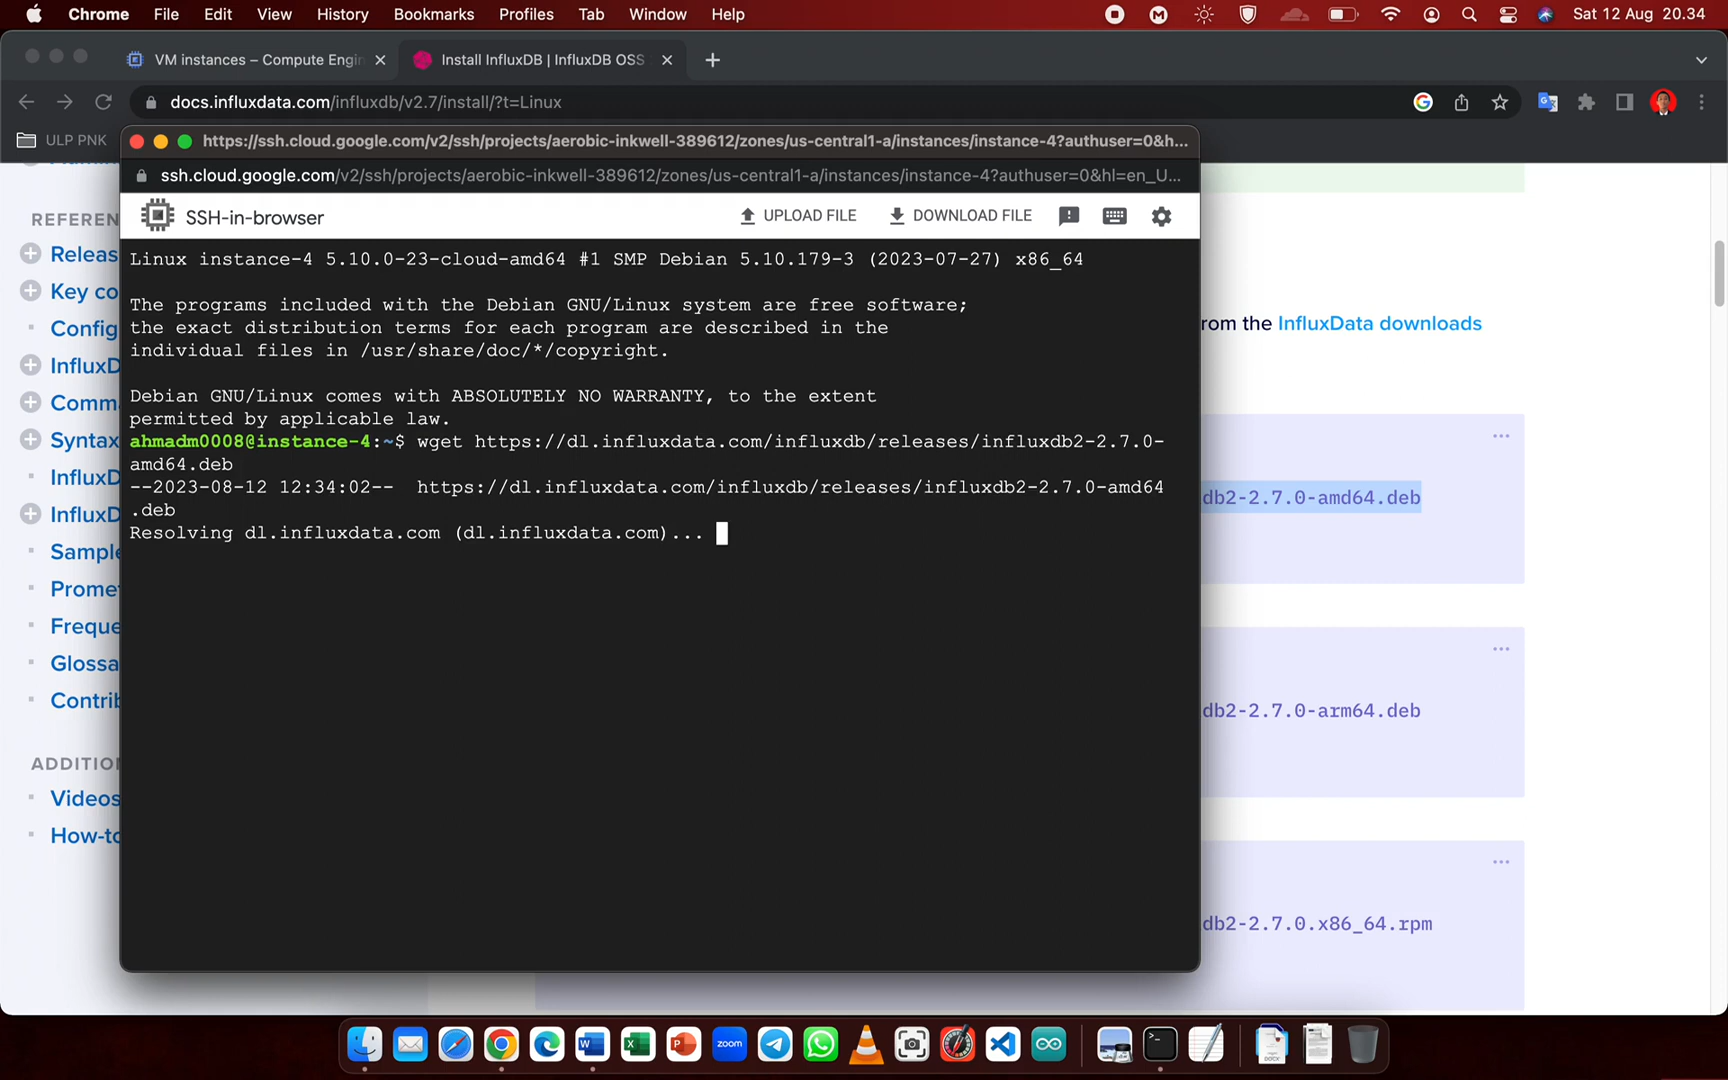 Chrome File Edit View History Bookmarks Profiles Tab Window Help Sat 12 Aug 20.34
VM instances – Compute Engin
Install InfluxDB | InfluxDB OSS
docs.influxdata.com/influxdb/v2.7/install/?t=Linux
ULP PNK
https://ssh.cloud.google.com/v2/ssh/projects/aerobic-inkwell-389612/zones/us-central1-a/instances/instance-4?authuser=0&h...
ssh.cloud.google.com/v2/ssh/projects/aerobic-inkwell-389612/zones/us-central1-a/instances/instance-4?authuser=0&hl=en_U...
SSH-in-browser UPLOAD FILE DOWNLOAD FILE
Linux instance-4 5.10.0-23-cloud-amd64 #1 SMP Debian 5.10.179-3 (2023-07-27) x86_64
The programs included with the Debian GNU/Linux system are free software;
the exact distribution terms for each program are described in the
individual files in /usr/share/doc/*/copyright.
Debian GNU/Linux comes with ABSOLUTELY NO WARRANTY, to the extent
permitted by applicable law.
ahmadm0008@instance-4:~$ wget https://dl.influxdata.com/influxdb/releases/influxdb2-2.7.0-
amd64.deb
--2023-08-12 12:34:02-- https://dl.influxdata.com/influxdb/releases/influxdb2-2.7.0-amd64
.deb
Resolving dl.influxdata.com (dl.influxdata.com)...
REFEREN
Releas
Key co
Config
InfluxD
Comma
Syntax
InfluxD
InfluxD
Sample
Promet
Freque
Glossa
Contrib
ADDITIO
Videos
How-to
rom the InfluxData downloads
db2-2.7.0-amd64.deb
db2-2.7.0-arm64.deb
db2-2.7.0.x86_64.rpm
zoom